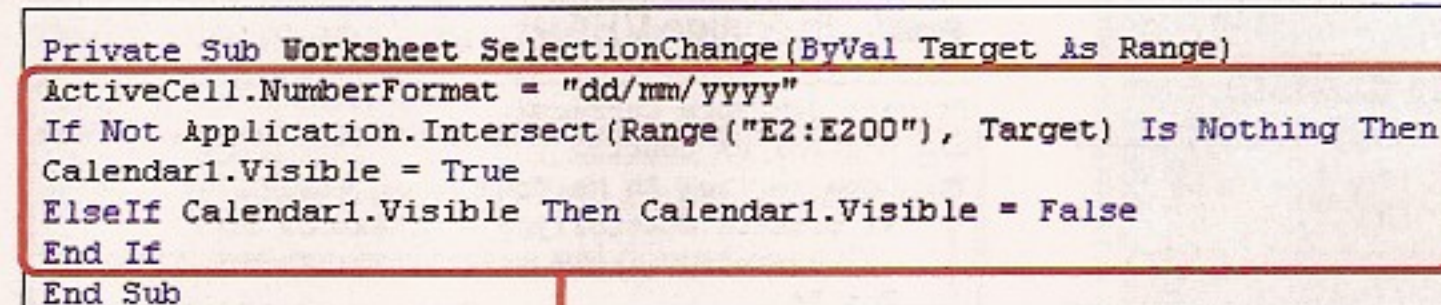 Private Sub Worksheet SelectionChange(ByVal Target As Range)
ActiveCell.NumberFormat = "dd/mm/yyyy"
If Not Application.Intersect(Range("E2:E200"), Target) Is Nothing Then
Calendar1.Visible = True
ElseIf Calendar1.Visible Then Calendar1.Visible = False
End If
End Sub